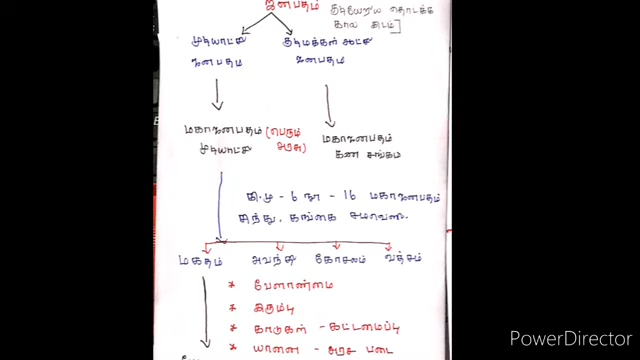 ஜனபதம்
குடியேறிய தொடக்க
கால கட்டம்]
முடியாட்சி குடிமக்கள் ஆட்சி
ஜனபதம் ஜனபதம்
மகாஜனபதம் (பெரும் மகாஜனபதம்
முடியாட்சி அரசு) கண சங்கம்
கி.மு - 6 நூ - 16 மகாஜனபதம்
சிந்து, கங்கை சமவெளி
மகதம் அவந்தி கோசலம் வத்சம்
* வேளாண்மை
* இரும்பு
* காடுகள் - கட்டமைப்பு
* யானை - அரச படை
PowerDirector